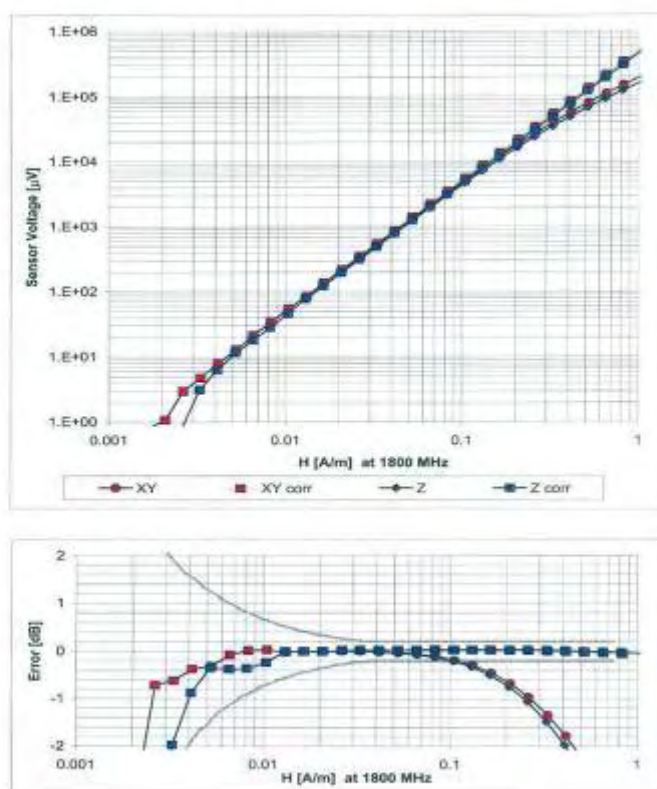 1.E+06
1.E+05
1.E+04
1.E+03
1.E+02
1.E+01
1.E+00
Sensor Voltage [µV]
0.001 0.01 0.1 1
H [A/m] at 1800 MHz
XY XY corr Z Z corr
2
1
0
-1
-2
Error [dB]
0.001 0.01 0.1 1
H [A/m] at 1800 MHz